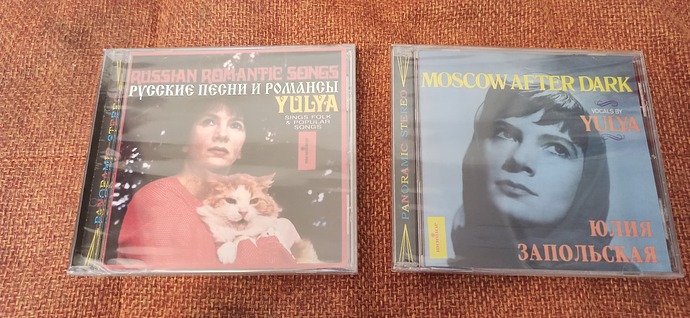 RUSSIAN ROMANTIC SONGS
РУССКИЕ ПЕСНИ И РОМАНСЫ
YULYA
SINGS FOLK
& POPULAR
SONGS
MOSCOW AFTER DARK
VOCALS BY
YULYA
PANORAMIC STEREO
ЮЛИЯ
ЗАПОЛЬСКАЯ